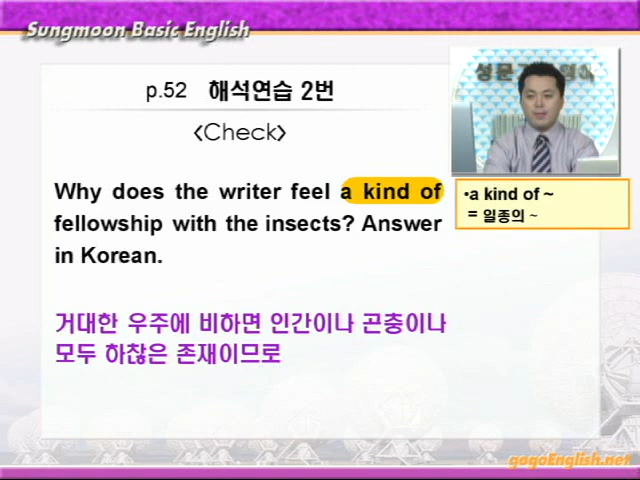 Sungmoon Basic English
p.52 해석연습 2번
<Check>
Why does the writer feel a kind of
fellowship with the insects? Answer
in Korean.
•a kind of ~
= 일종의 ~
거대한 우주에 비하면 인간이나 곤충이나
모두 하찮은 존재이므로
gogoEnglish.net